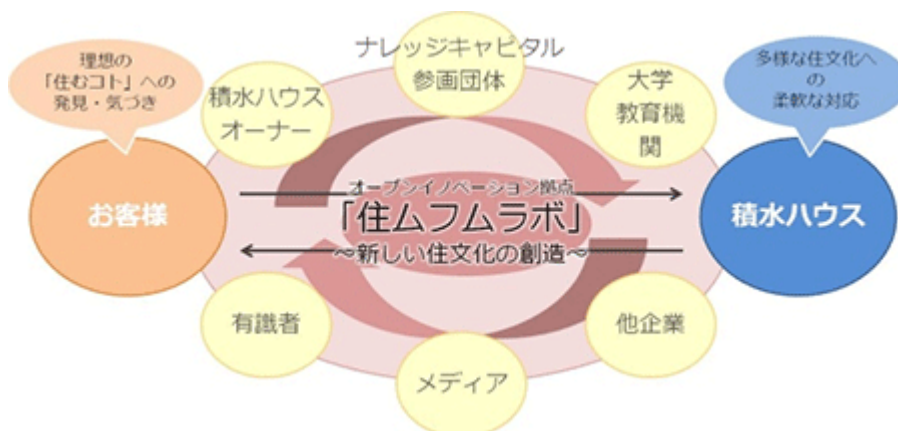 理想の
「住むコト」への
発見・気づき
お客様
積水ハウス
オーナー
ナレッジキャピタル
参画団体
大学
教育機
関
多様な住文化へ
の
柔軟な対応
積水ハウス
オープンイノベーション拠点
「住ムフムラボ」
～新しい住文化の創造～
有識者
メディア
他企業